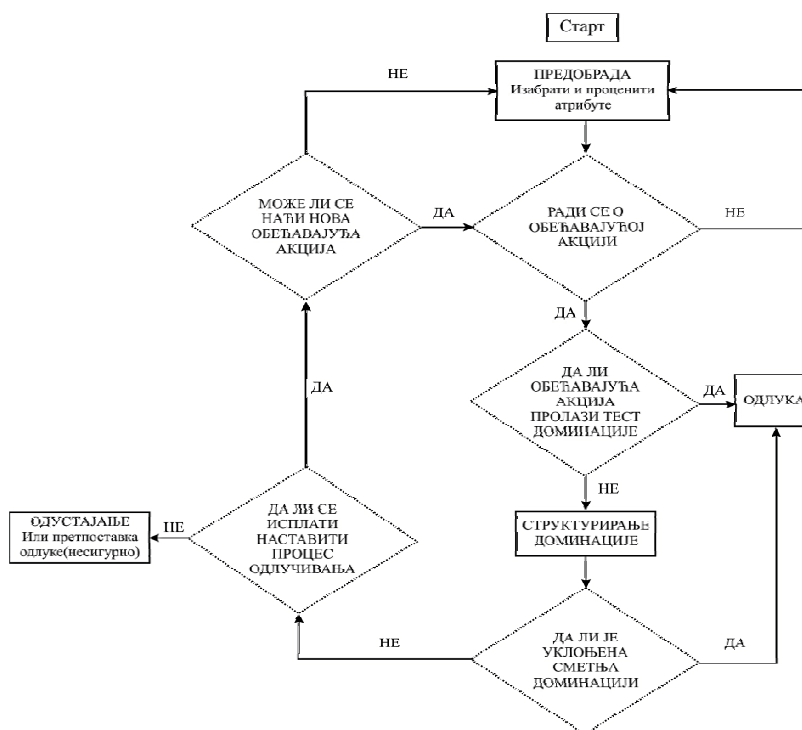 Старт
НЕ
ПРЕДОБРАДА
Изабрати и проценити
атрибуте
МОЖЕ ЛИ СЕ
НАЋИ НОВА
ОБЕЋАВАЈУЋА
АКЦИЈА
ДА
РАДИ СЕ О
ОБЕЋАВАЈУЋОЈ
АКЦИЈИ
НЕ
ДА
ДА ЛИ
ОБЕЋАВАЈУЋА
АКЦИЈА
ПРОЛАЗИ ТЕСТ
ДОМИНАЦИЈЕ
ДА
ОДЛУКА
ДА
НЕ
ДА ЛИ СЕ
ИСПЛАТИ
НАСТАВИТИ
ПРОЦЕС
ОДЛУЧИВАЊА
НЕ
ОДУСТАЈАЊЕ
Или претпоставка
одлуке(несигурно)
СТРУКТУРИРАЊЕ
ДОМИНАЦИЈЕ
НЕ
ДА ЛИ ЈЕ
УКЛОЊЕНА
СМЕТЊА
ДОМИНАЦИЈИ
ДА